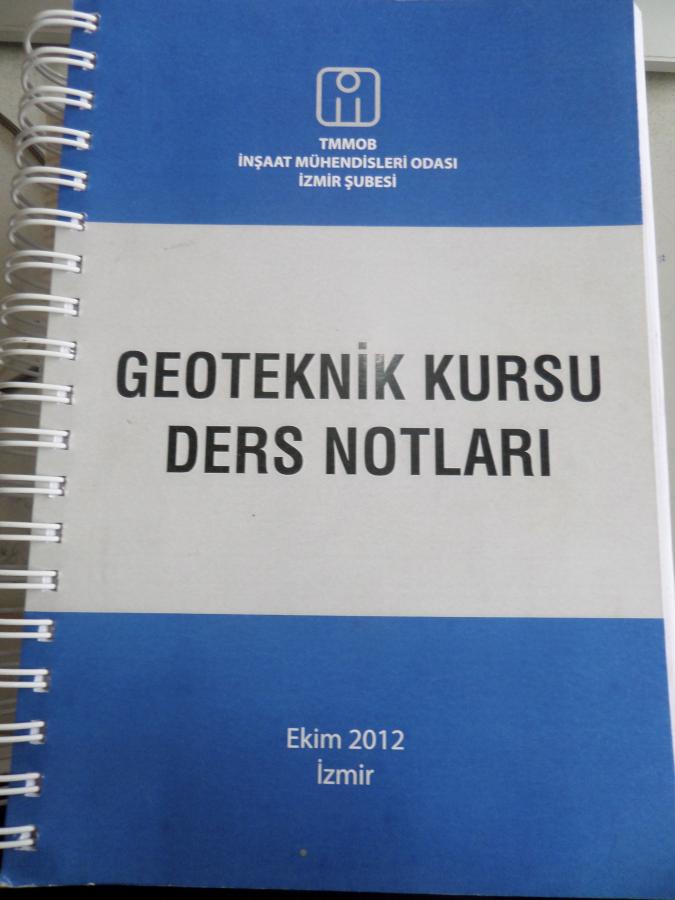 TMMOB
İNŞAAT MÜHENDİSLERİ ODASI
İZMİR ŞUBESİ
GEOTEKNİK KURSU
DERS NOTLARI
Ekim 2012
İzmir